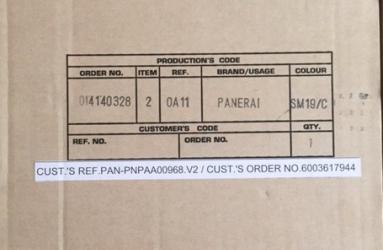 PRODUCTION'S CODE
ORDER NO. ITEM REF. BRAND/USAGE COLOUR
014140328 2 0A11 PANERAI SM19/C
CUSTOMER'S CODE QTY.
REF. NO. ORDER NO. 1
CUST.'S REF.PAN-PNPAA00968.V2 / CUST.'S ORDER NO.6003617944